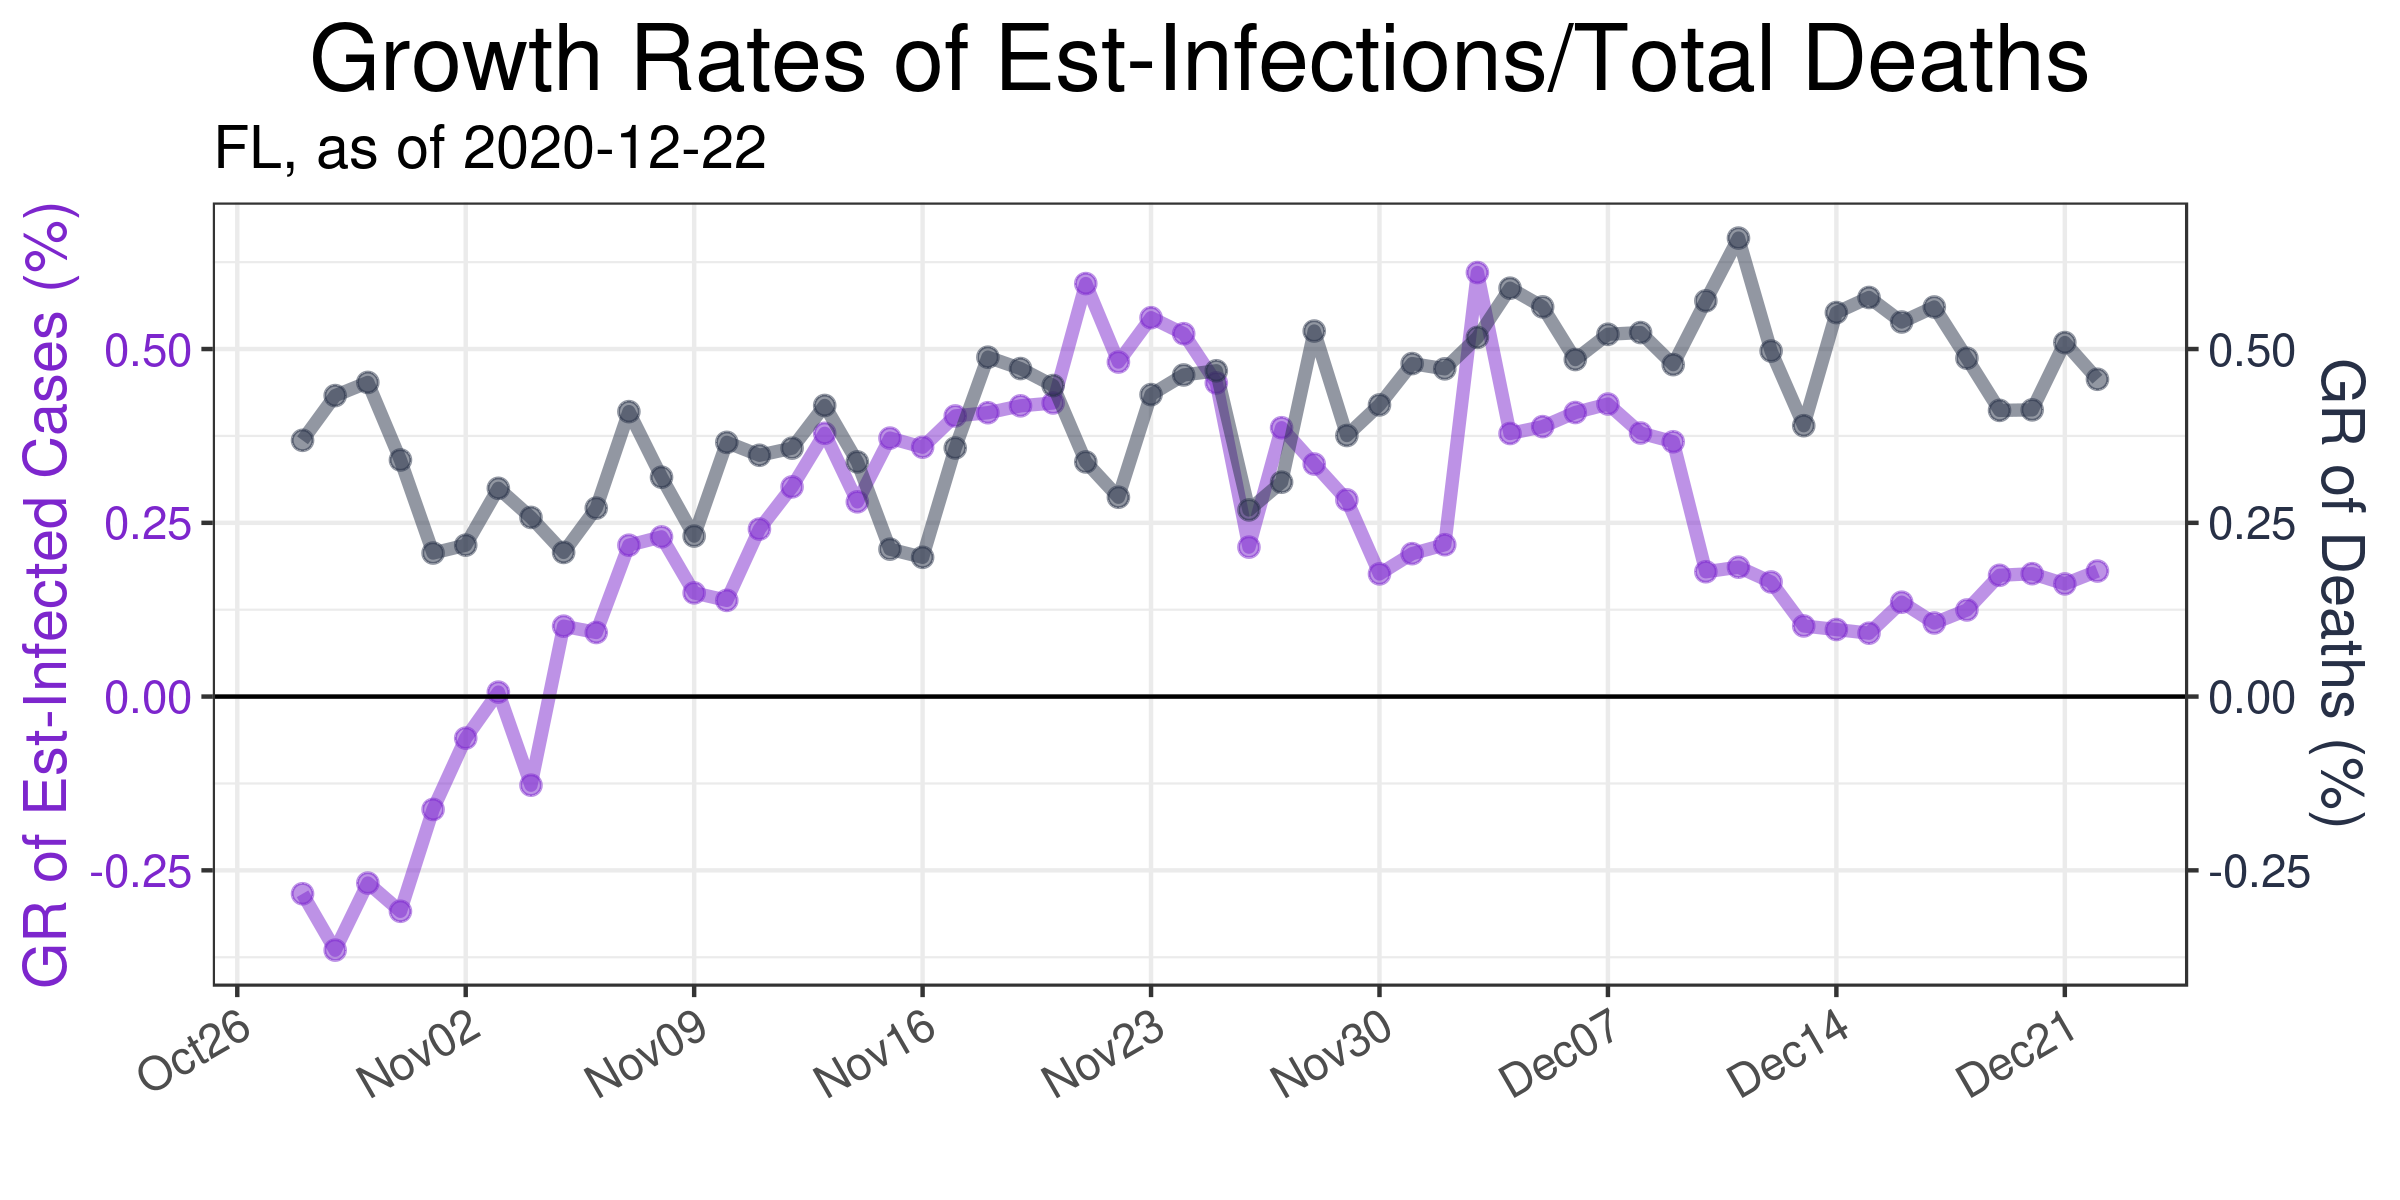 Growth Rates of Est-Infections/Total Deaths
FL, as of 2020-12-22
GR of Est-Infected Cases (%)
0.50
0.25
0.00
-0.25
0.50
0.25
0.00
-0.25
GR of Deaths (%)
Oct26
Nov02
Nov09
Nov16
Nov23
Nov30
Dec07
Dec14
Dec21